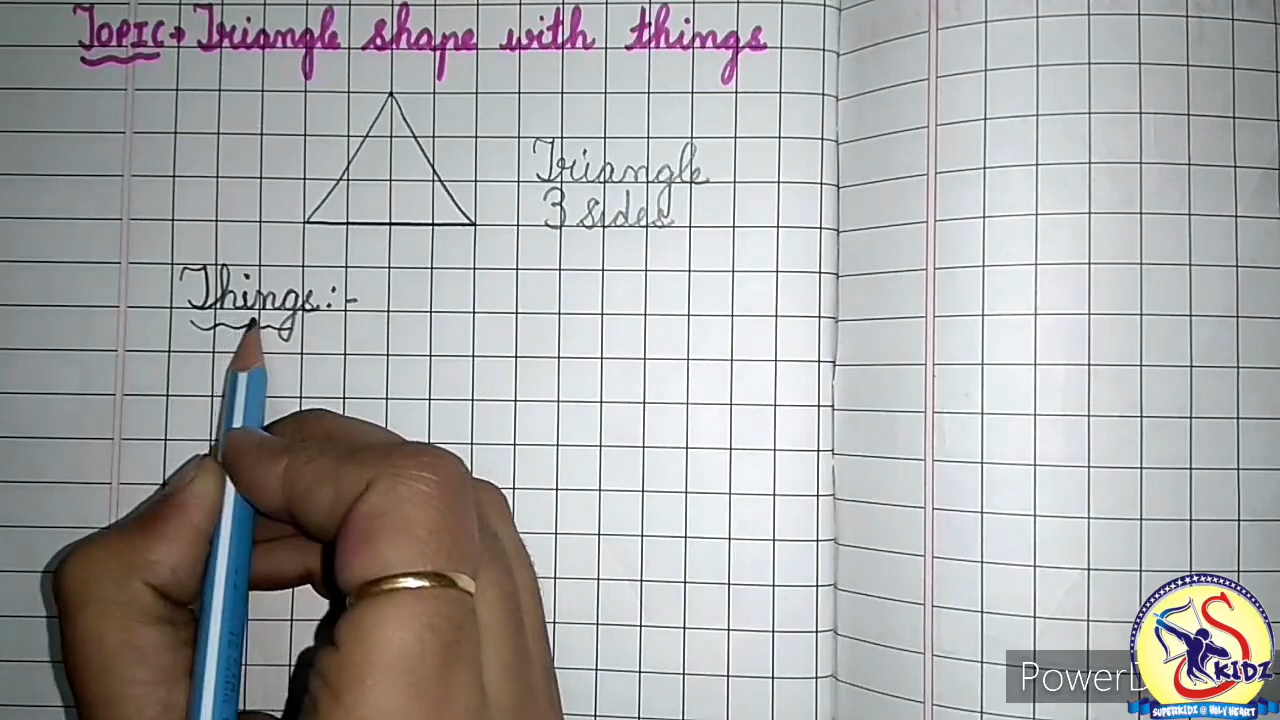 TOPIC → Triangle shape with things
Triangle
3 sides
Things:-
PowerD
S KIDZ
SUPERKIDZ @ HOLY HEART